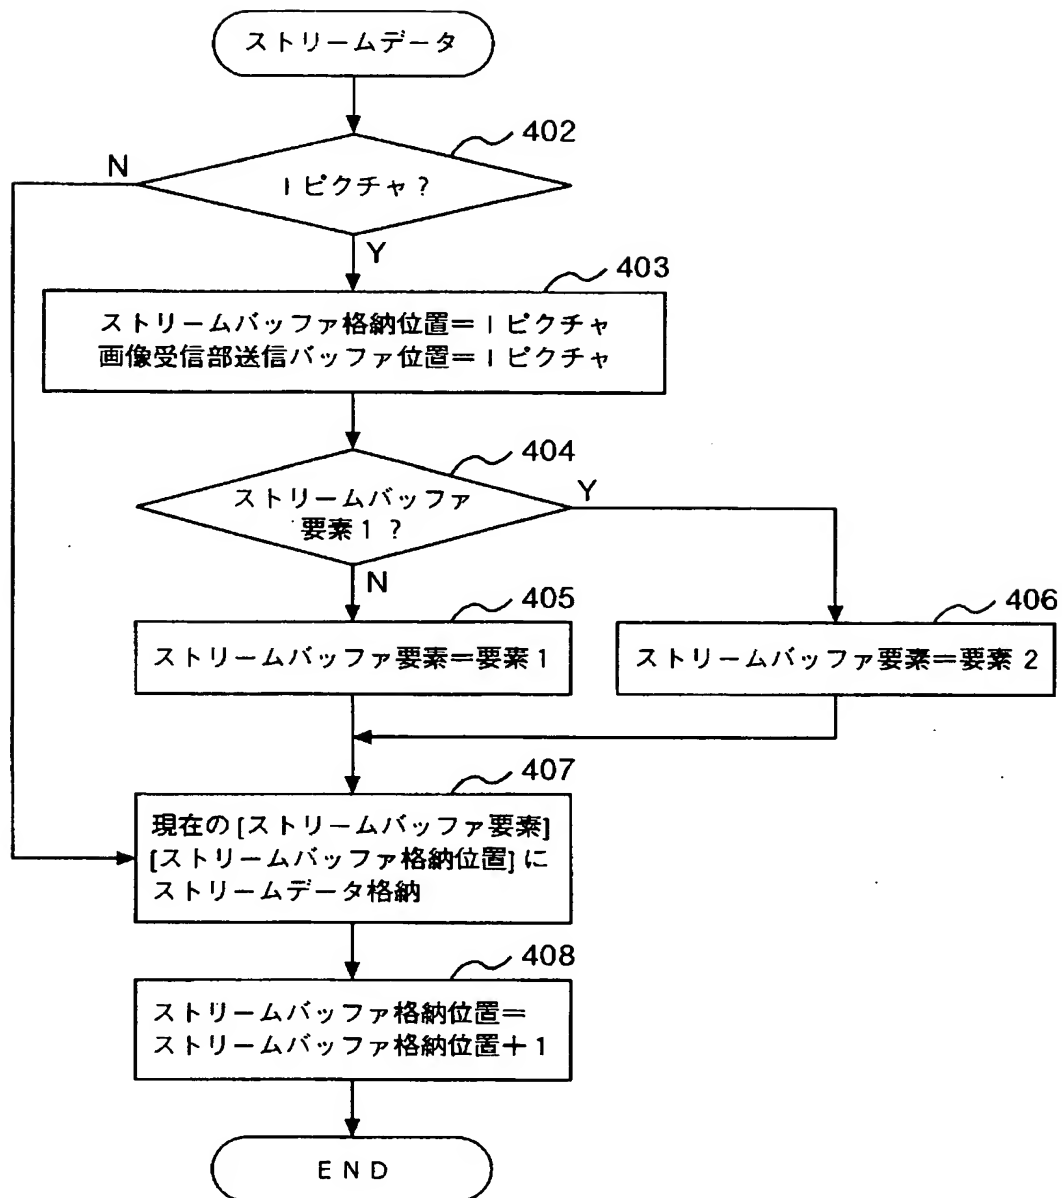 ストリームデータ
402
N
Iピクチャ?
Y
403
ストリームバッファ格納位置=Iピクチャ
画像受信部送信バッファ位置=Iピクチャ
404
ストリームバッファ
要素1?
Y
N
405
ストリームバッファ要素=要素1
406
ストリームバッファ要素=要素2
407
現在の[ストリームバッファ要素]
[ストリームバッファ格納位置]に
ストリームデータ格納
408
ストリームバッファ格納位置=
ストリームバッファ格納位置+1
END